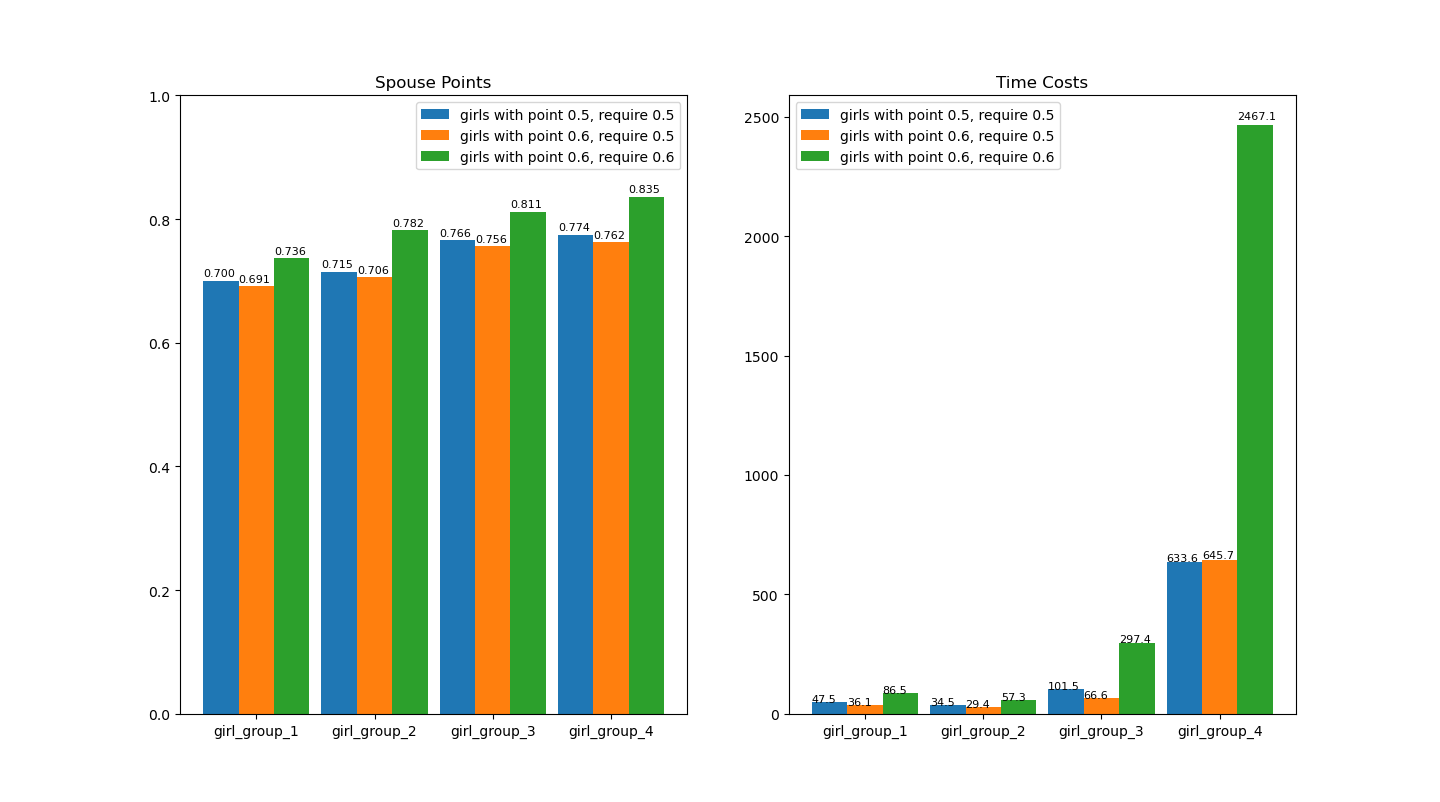 Spouse Points
1.0
0.8
0.6
0.4
0.2
0.0
girls with point 0.5, require 0.5
girls with point 0.6, require 0.5
girls with point 0.6, require 0.6
0.700 0.691 0.736
0.715 0.706 0.782
0.766 0.756 0.811
0.774 0.762 0.835
girl_group_1 girl_group_2 girl_group_3 girl_group_4
Time Costs
2500
2000
1500
1000
500
0
girls with point 0.5, require 0.5
girls with point 0.6, require 0.5
girls with point 0.6, require 0.6
47.5 36.1 86.5
34.5 29.4 57.3
101.5 66.6 297.4
633.6 645.7 2467.1
girl_group_1 girl_group_2 girl_group_3 girl_group_4